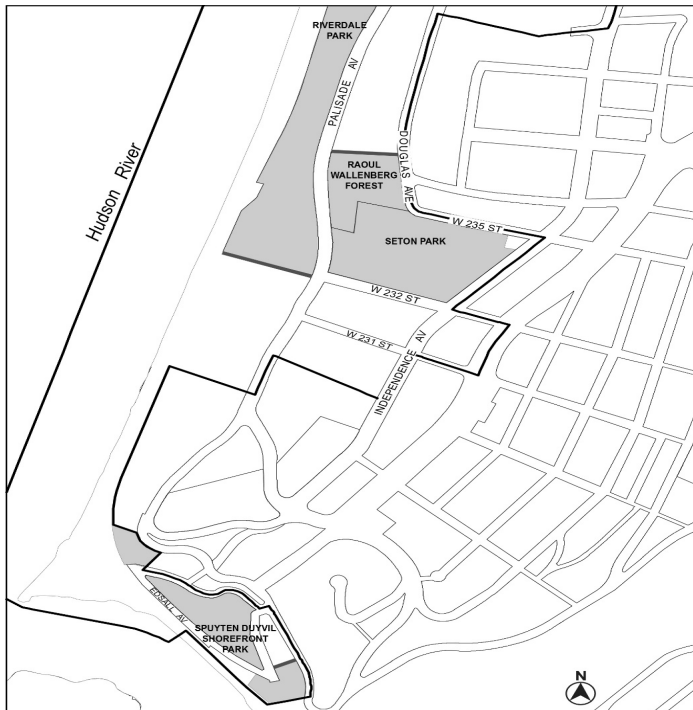 RIVERDALE
PARK
PALISADE AV
Hudson River
DOUGLAS AVE
RAOUL
WALLENBERG
FOREST
W 235 ST
SETON PARK
W 232 ST
W 231 ST
INDEPENDENCE AV
EDSALL AV
SPUYTEN DUYVIL
SHOREFRONT
PARK
N